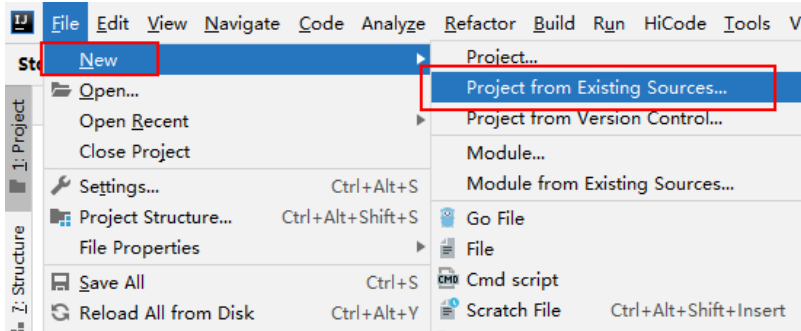 IJ File Edit View Navigate Code Analyze Refactor Build Run HiCode Tools V
Sto
1: Project
Z: Structure
New
Open...
Open Recent
Close Project
Settings... Ctrl+Alt+S
Project Structure... Ctrl+Alt+Shift+S
File Properties
Save All Ctrl+S
Reload All from Disk Ctrl+Alt+Y
Project...
Project from Existing Sources...
Project from Version Control...
Module...
Module from Existing Sources...
Go File
File
CMD Cmd script
Scratch File Ctrl+Alt+Shift+Insert